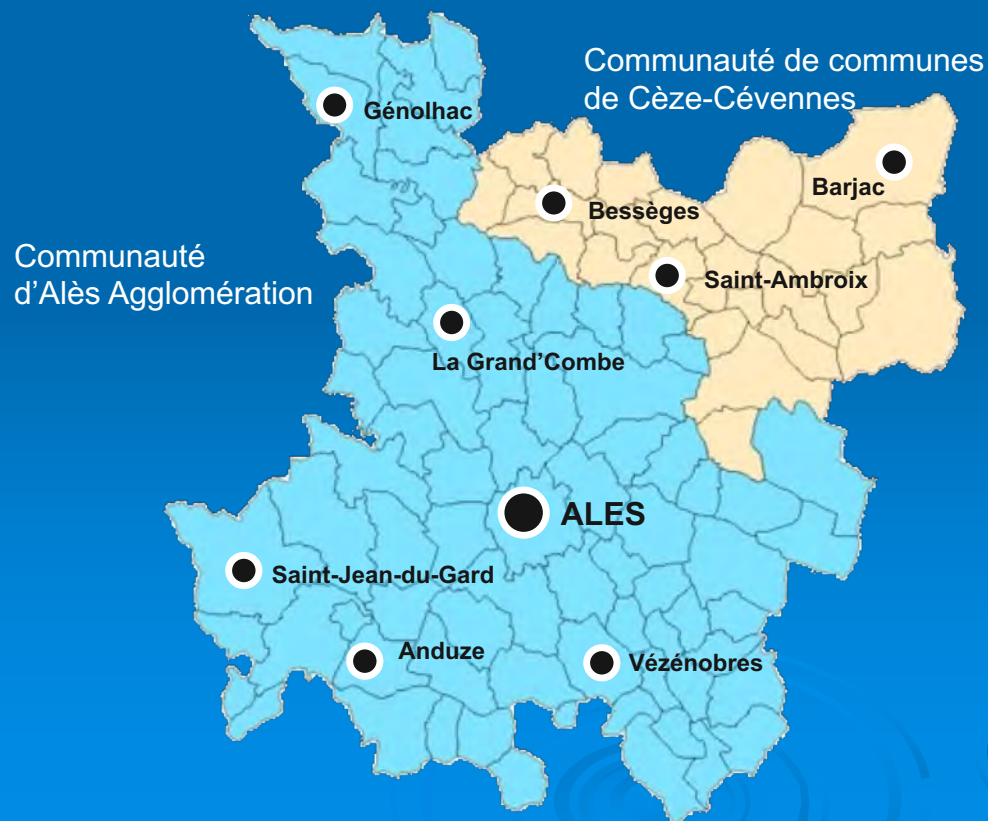 Communauté de communes
de Cèze-Cévennes
Génolhac
Barjac
Bessèges
Communauté
d'Alès Agglomération
Saint-Ambroix
La Grand'Combe
ALES
Saint-Jean-du-Gard
Anduze
Vézénobres